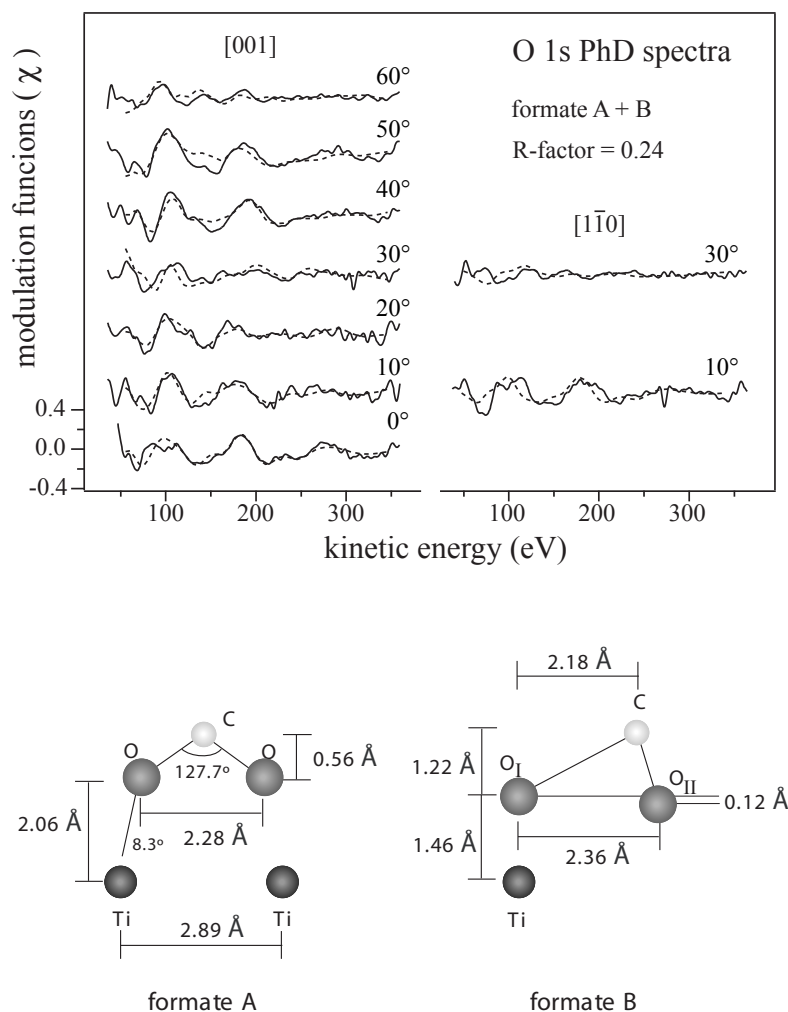 modulation funcions ( χ )
[001]
O 1s PhD spectra
formate A + B
R-factor = 0.24
60°
50°
40°
30°
20°
10°
0°
[11̅0]
30°
10°
0.4
0.0
-0.4
100 200 300 100 200 300
kinetic energy (eV)
C
O O
127.7°
0.56 Å
2.06 Å
2.28 Å
8.3°
Ti Ti
2.89 Å
formate A
2.18 Å
C
1.22 Å
O_I
O_II
0.12 Å
1.46 Å
2.36 Å
Ti
formate B